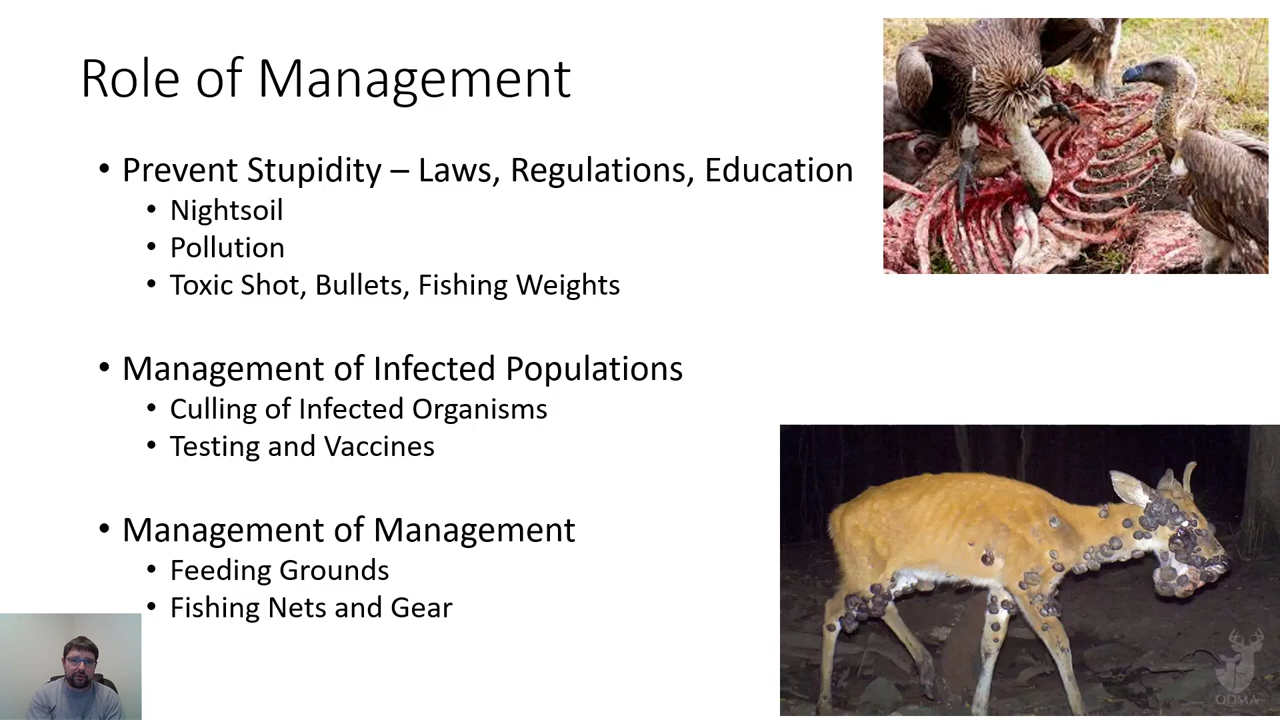 Role of Management
• Prevent Stupidity – Laws, Regulations, Education
• Nightsoil
• Pollution
• Toxic Shot, Bullets, Fishing Weights
• Management of Infected Populations
• Culling of Infected Organisms
• Testing and Vaccines
• Management of Management
• Feeding Grounds
• Fishing Nets and Gear
QDMA